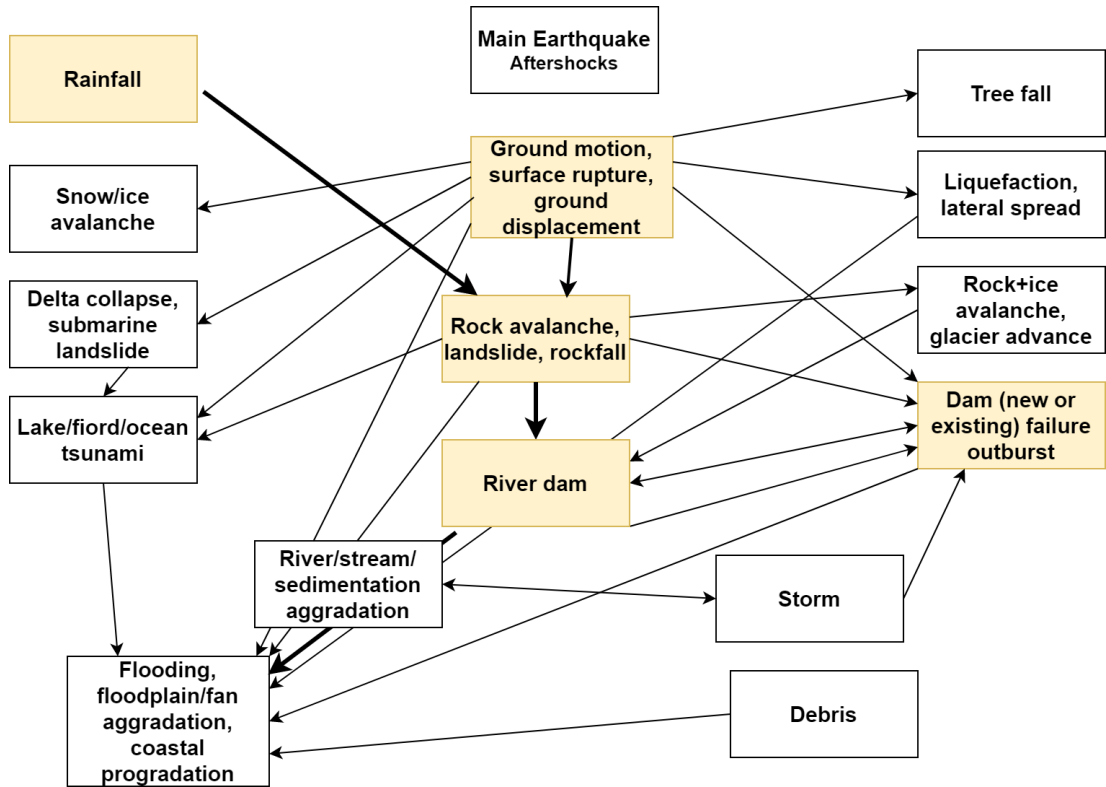 Main Earthquake
Aftershocks
Rainfall
Tree fall
Ground motion,
surface rupture,
ground
displacement
Snow/ice
avalanche
Liquefaction,
lateral spread
Delta collapse,
submarine
landslide
Rock avalanche,
landslide, rockfall
Rock+ice
avalanche,
glacier advance
Lake/fiord/ocean
tsunami
Dam (new or
existing) failure
outburst
River dam
River/stream/
sedimentation
aggradation
Storm
Flooding,
floodplain/fan
aggradation,
coastal
progradation
Debris